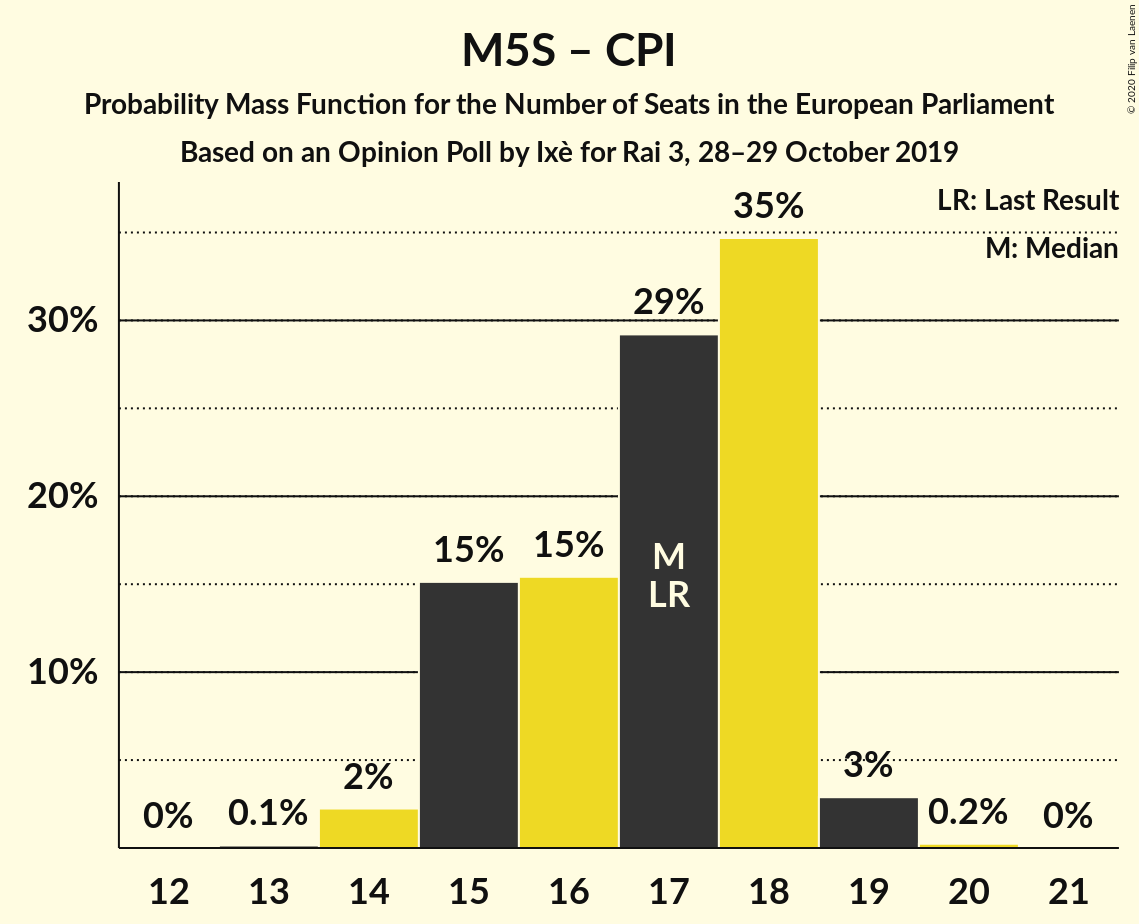 M5S – CPI
Probability Mass Function for the Number of Seats in the European Parliament
Based on an Opinion Poll by Ixè for Rai 3, 28–29 October 2019
© 2020 Filip van Laenen
LR: Last Result
M: Median
30%
20%
10%
0%
0.1%
2%
15%
15%
29%
35%
3%
0.2%
0%
M
LR
12 13 14 15 16 17 18 19 20 21